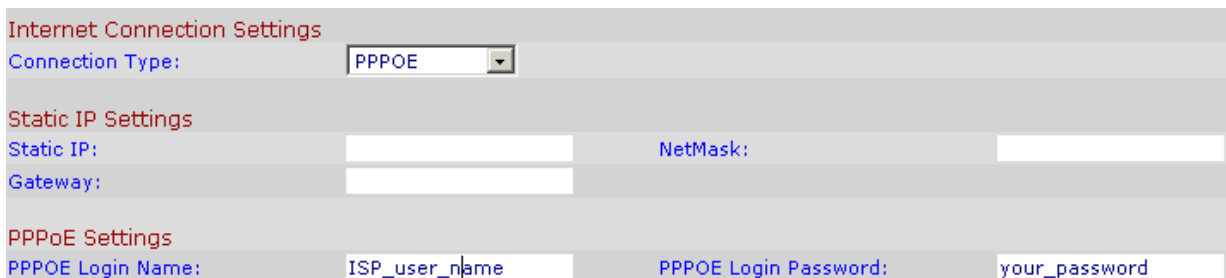 Internet Connection Settings
Connection Type: PPPOE
Static IP Settings
Static IP: NetMask:
Gateway:
PPPoE Settings
PPPOE Login Name: ISP_user_name PPPOE Login Password: your_password